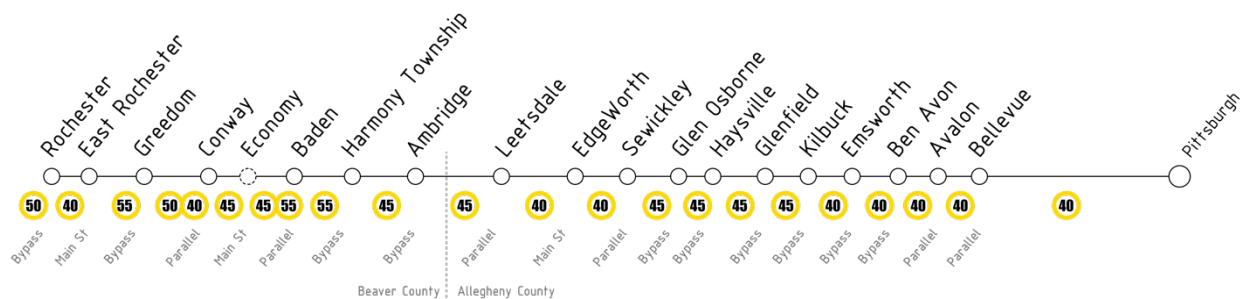 Rochester
East Rochester
Greedom
Conway
Economy
Baden
Harmony Township
Ambridge
Leetsdale
EdgeWorth
Sewickley
Glen Osborne
Haysville
Glenfield
Kilbuck
Emsworth
Ben Avon
Avalon
Bellevue
Pittsburgh
50 40 55 50 40 45 45 55 55 45 45 40 40 45 45 45 45 40 40 40 40 40
Bypass
Main St
Bypass
Parallel
Main St
Parallel
Bypass
Bypass
Parallel
Main St
Parallel
Bypass
Bypass
Bypass
Bypass
Bypass
Bypass
Parallel
Parallel
Beaver County
Allegheny County